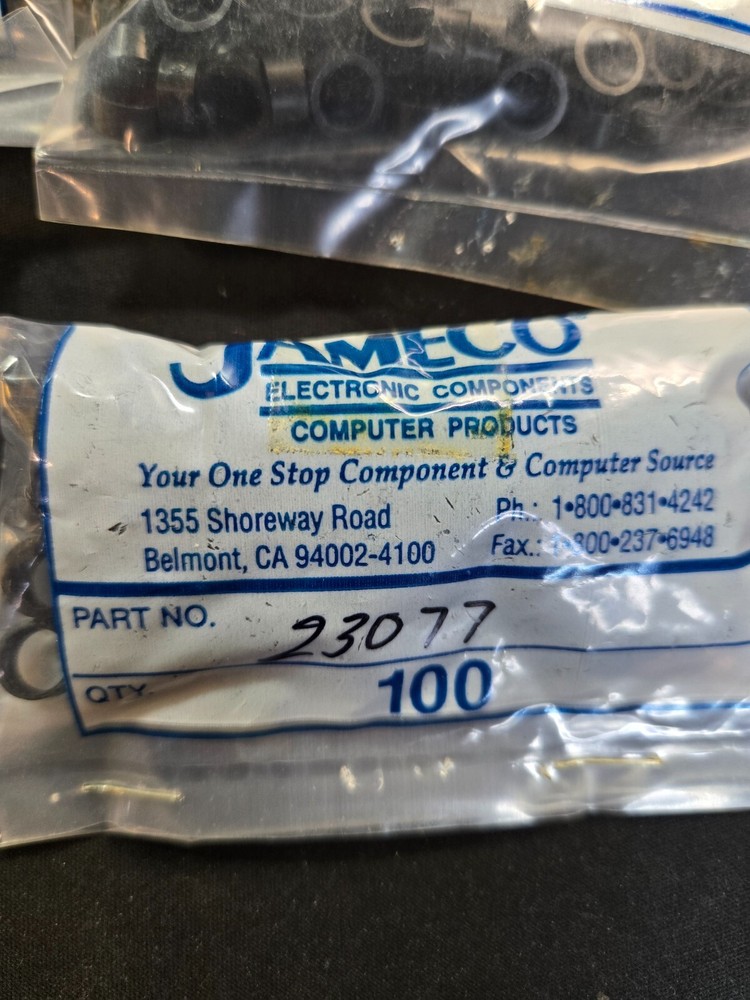 JAMECO
ELECTRONIC COMPONENTS
COMPUTER PRODUCTS
Your One Stop Component & Computer Source
1355 Shoreway Road
Belmont, CA 94002-4100
Ph.: 1•800•831•4242
Fax.: 1•800•237•6948
PART NO. 23077
QTY. 100